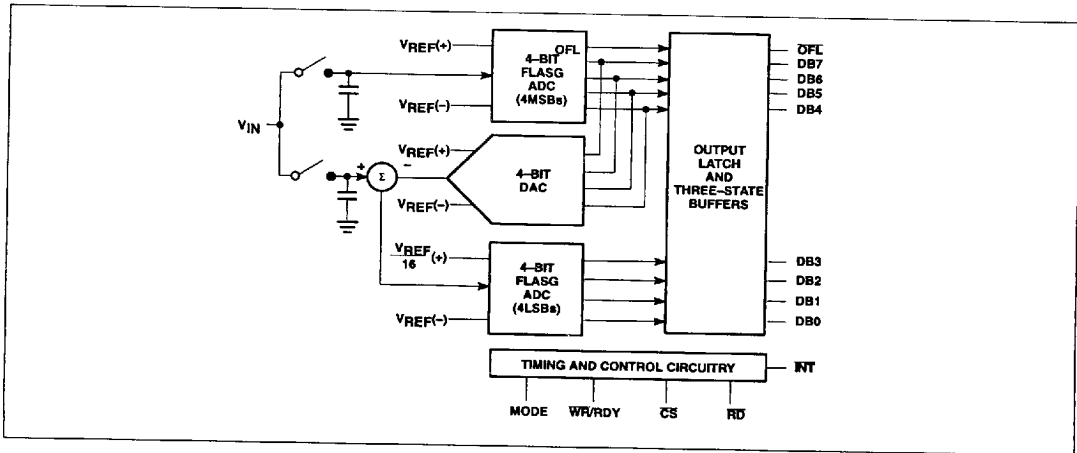 VREF(+)
4–BIT
FLASG
ADC
(4MSBs)
OFL
VREF(–)
VIN
+
Σ
–
VREF(+)
4–BIT
DAC
VREF(–)
VREF(+)
16
4–BIT
FLASG
ADC
(4LSBs)
VREF(–)
OUTPUT
LATCH
AND
THREE–STATE
BUFFERS
OFL
DB7
DB6
DB5
DB4
DB3
DB2
DB1
DB0
TIMING AND CONTROL CIRCUITRY
INT
MODE
WR/RDY
CS
RD